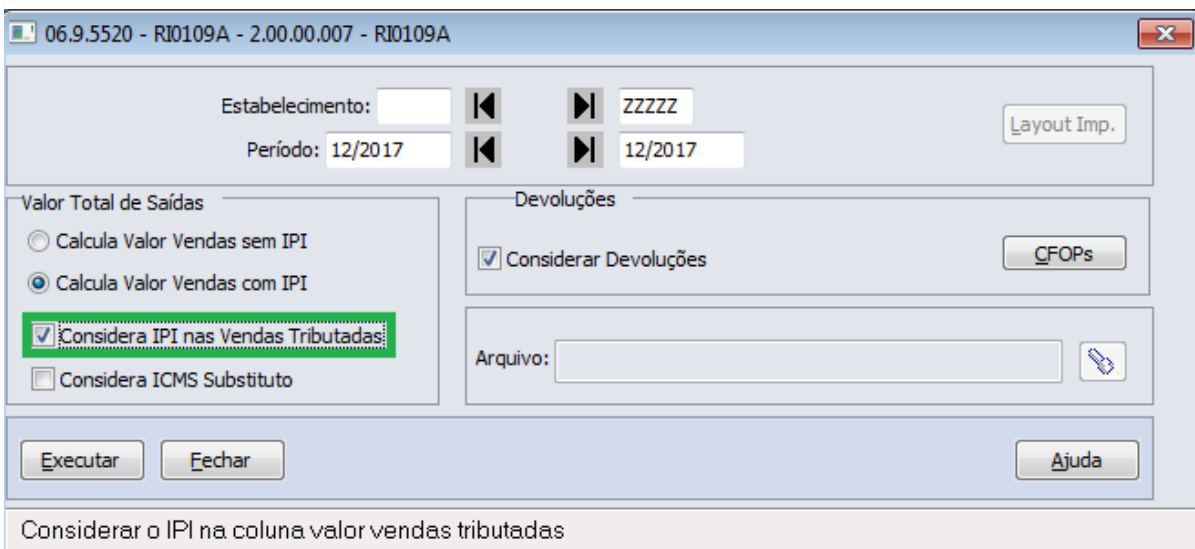 06.9.5520 - RI0109A - 2.00.00.007 - RI0109A
Estabelecimento: ZZZZZ
Layout Imp.
Período: 12/2017 12/2017
Valor Total de Saídas
Calcula Valor Vendas sem IPI
Calcula Valor Vendas com IPI
Considera IPI nas Vendas Tributadas
Considera ICMS Substituto
Devoluções
Considerar Devoluções
CFOPs
Arquivo:
Executar
Fechar
Ajuda
Considerar o IPI na coluna valor vendas tributadas